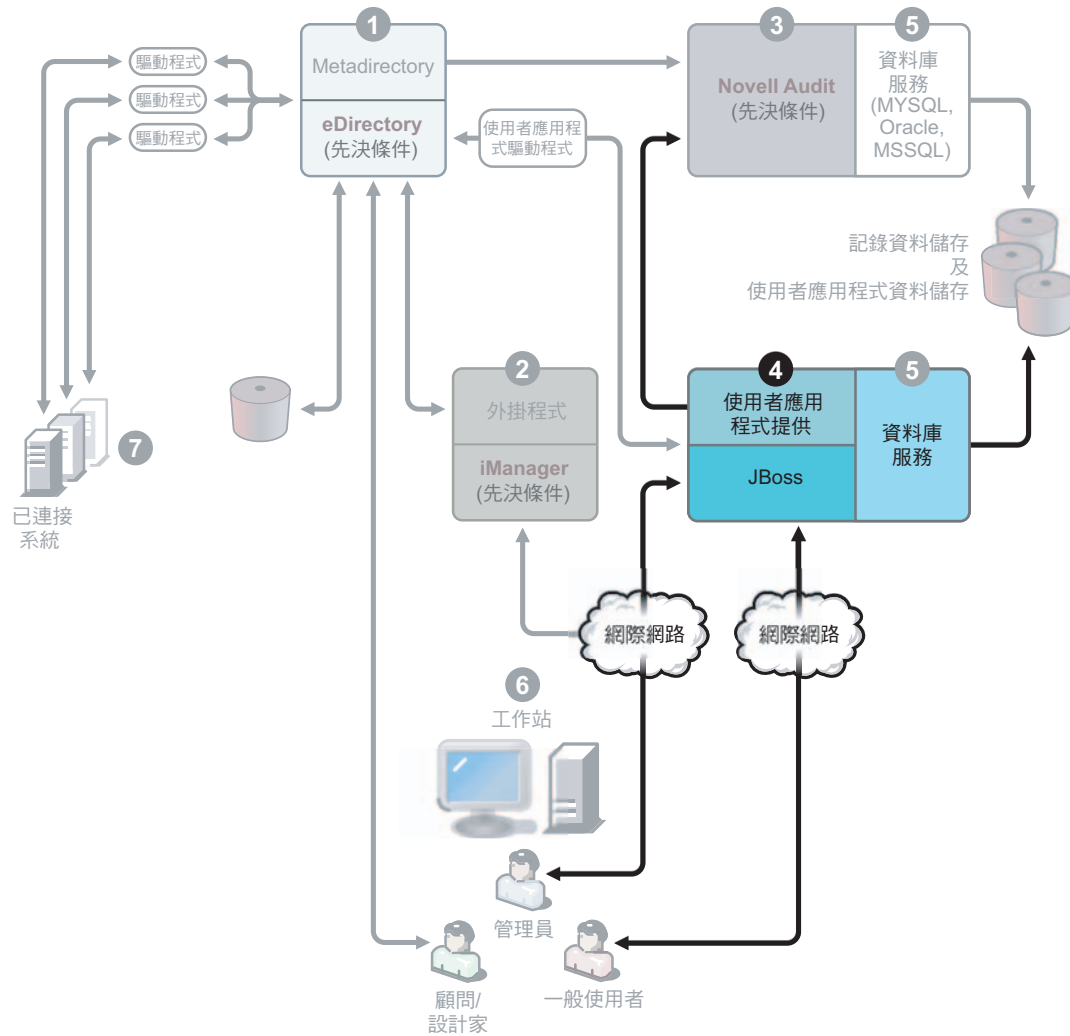 1
3
5
驅動程式
驅動程式
驅動程式
Metadirectory
eDirectory
(先決條件)
使用者應用程
式驅動程式
Novell Audit
(先決條件)
資料庫
服務
(MYSQL,
Oracle,
MSSQL)
記錄資料儲存
及
使用者應用程式資料儲存
2
外掛程式
iManager
(先決條件)
4
5
使用者應用
程式提供
JBoss
資料庫
服務
7
已連接
系統
網際網路
網際網路
6
工作站
管理員
顧問/
設計家
一般使用者